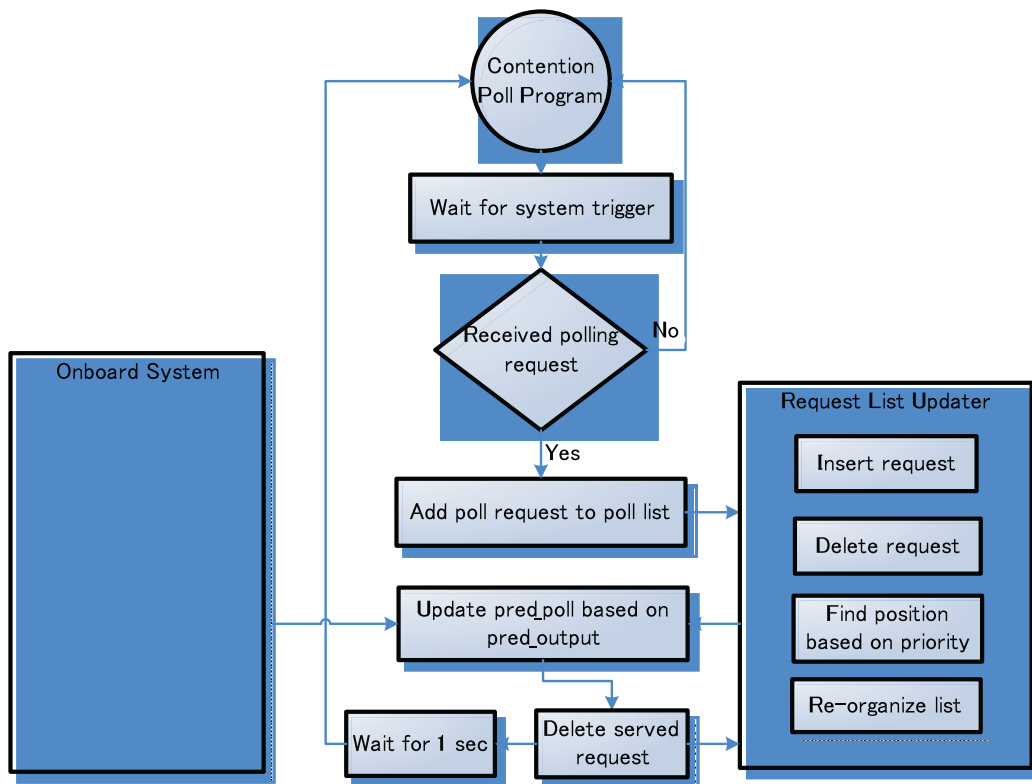 Contention
Poll Program
Wait for system trigger
Received polling
request
No
Yes
Onboard System
Request List Updater
Insert request
Add poll request to poll list
Delete request
Update pred_poll based on
pred_output
Find position
based on priority
Re-organize list
Wait for 1 sec
Delete served
request